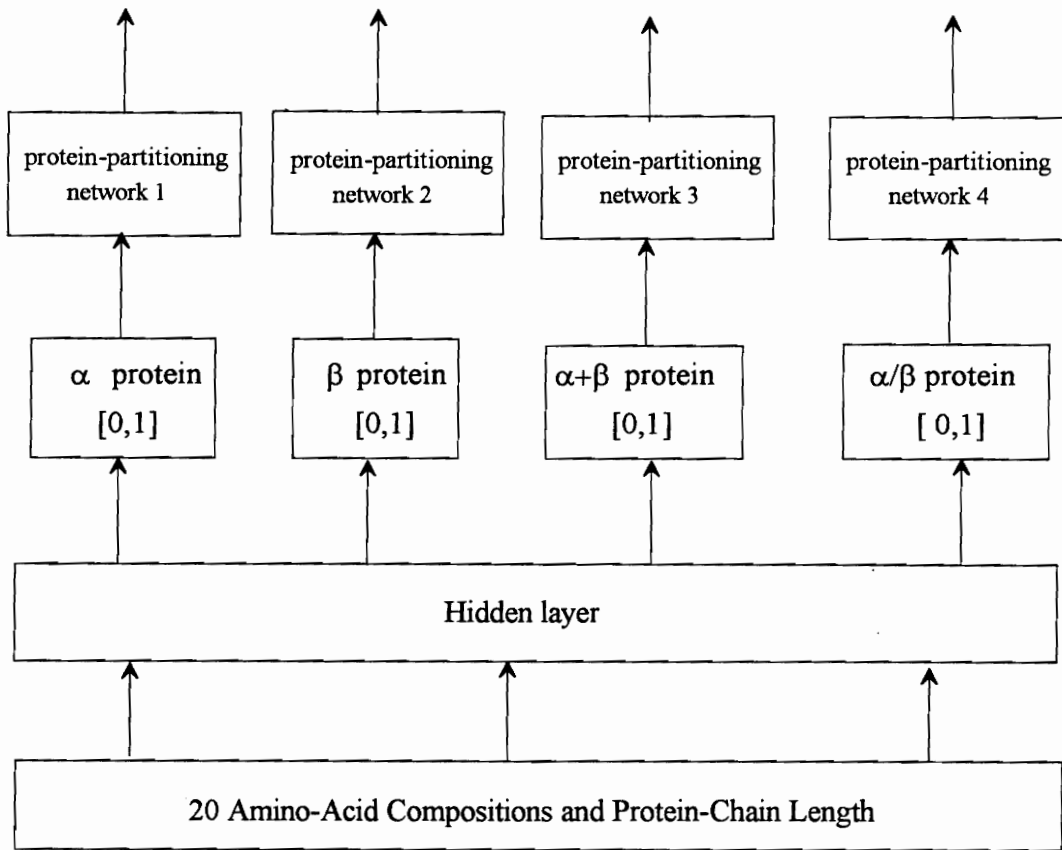 protein-partitioning
network 1
protein-partitioning
network 2
protein-partitioning
network 3
protein-partitioning
network 4
α protein
[0,1]
β protein
[0,1]
α+β protein
[0,1]
α/β protein
[ 0,1]
Hidden layer
20 Amino-Acid Compositions and Protein-Chain Length